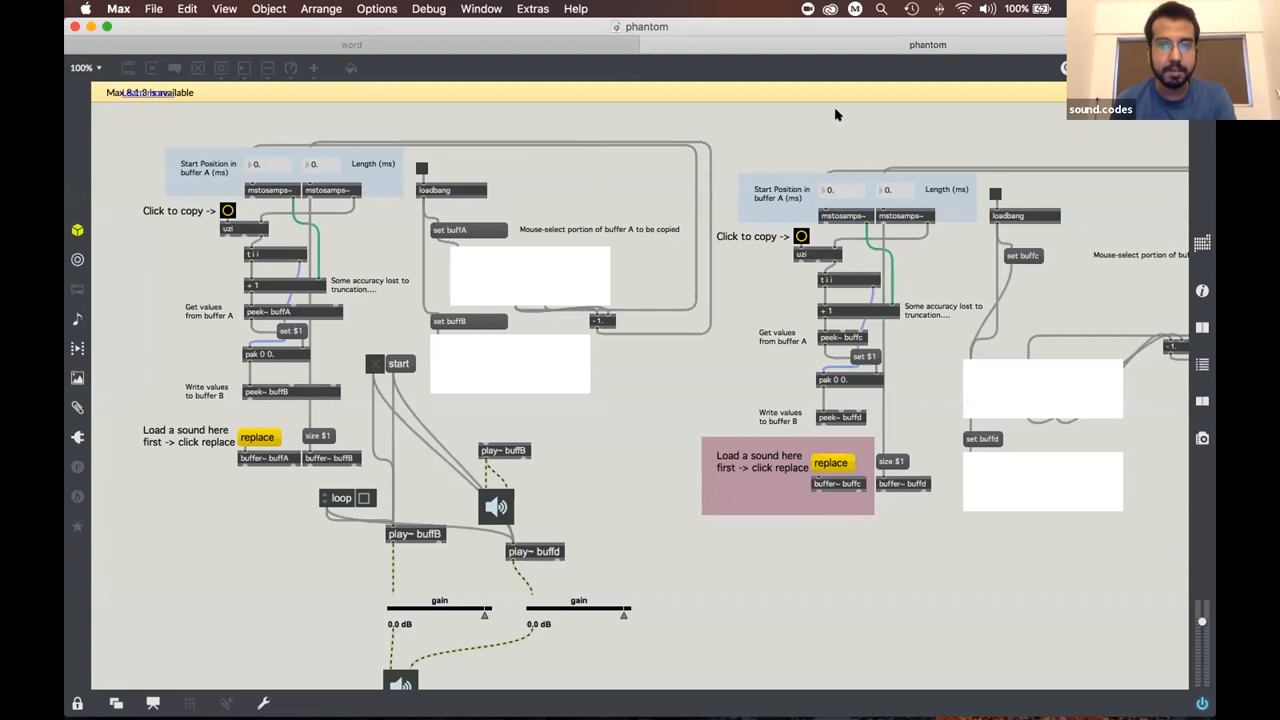 Max File Edit View Object Arrange Options Debug Window Extras Help
100%
phantom
word
phantom
100%
Max 8.1.3 is available
Start Position in
buffer A (ms)
0.
0.
Length (ms)
mstosamps~
mstosamps~
Click to copy ->
uzi
t i i
+ 1
Some accuracy lost to
truncation....
Get values
from buffer A
peek~ buffA
set $1
pak 0 0.
Write values
to buffer B
peek~ buffB
Load a sound here
first -> click replace
replace
size $1
buffer~ buffA
buffer~ buffB
loadbang
set buffA
Mouse-select portion of buffer A to be copied
set buffB
- 1.
start
play~ buffB
loop
play~ buffB
play~ buffd
gain
gain
0.0 dB
0.0 dB
Start Position in
buffer A (ms)
0.
0.
Length (ms)
mstosamps~
mstosamps~
Click to copy ->
uzi
t i i
+ 1
Some accuracy lost to
truncation....
Get values
from buffer A
peek~ buffc
set $1
pak 0 0.
Write values
to buffer B
peek~ buffd
Load a sound here
first -> click replace
replace
size $1
buffer~ buffc
buffer~ buffd
loadbang
set buffc
Mouse-select portion of buf
- 1.
set buffd
sound.codes